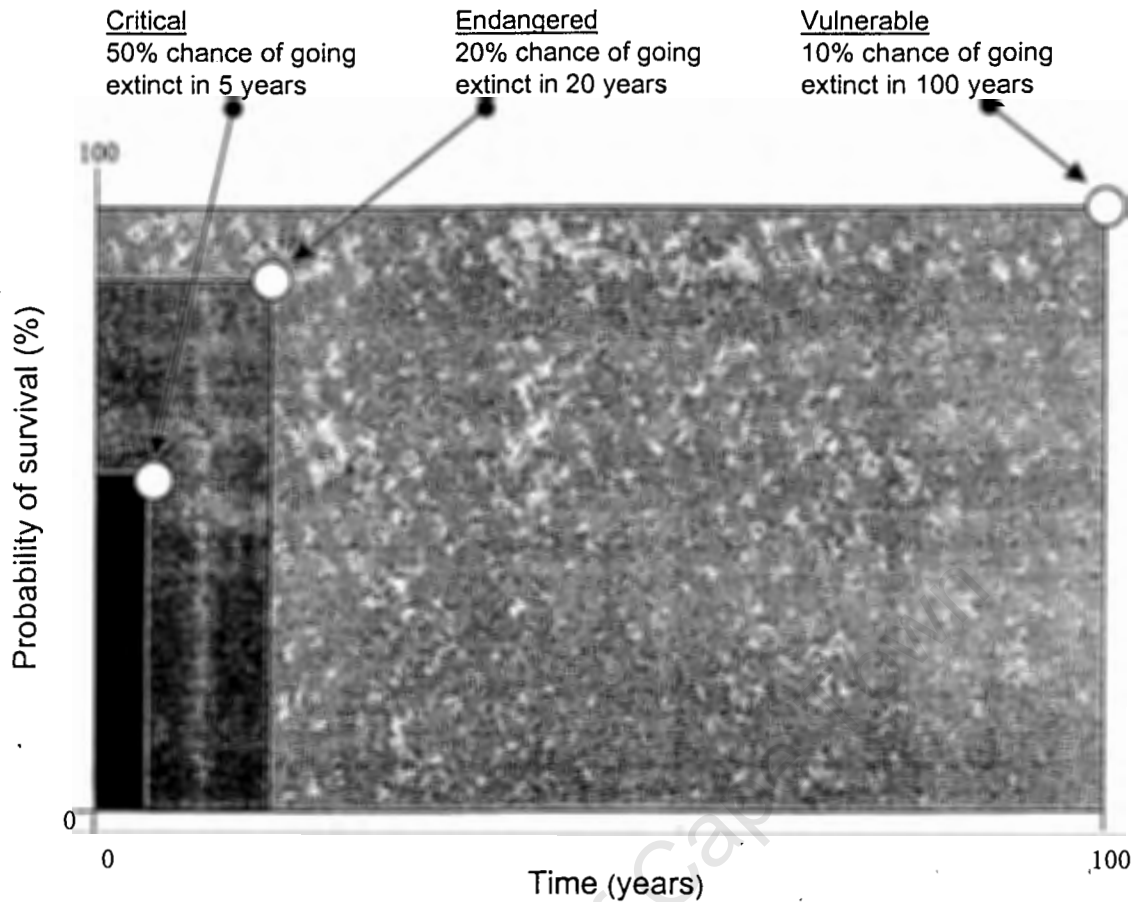 Critical
50% chance of going
extinct in 5 years
Endangered
20% chance of going
extinct in 20 years
Vulnerable
10% chance of going
extinct in 100 years
100
Probability of survival (%)
0
0
100
Time (years)